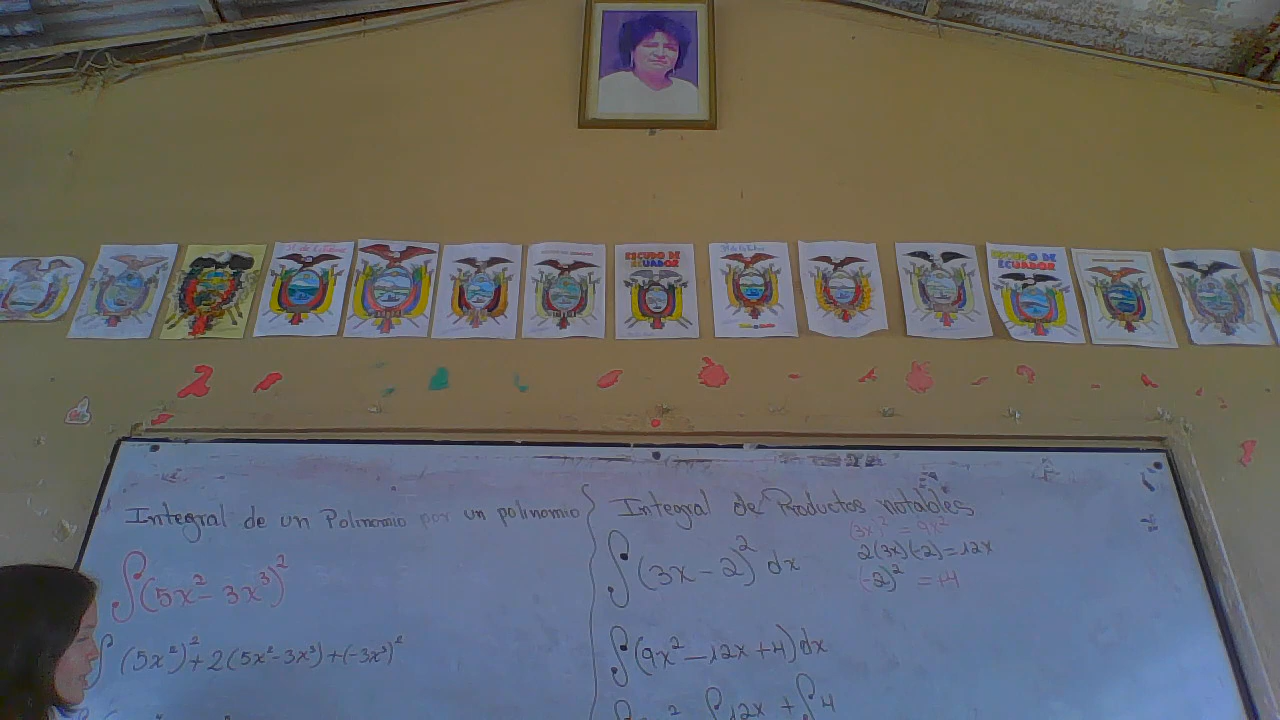 ESCUDO DE
ECUADOR
ESCUDO DE
ECUADOR
Integral de un Polinomio por un polinomio
∫(5x²-3x³)²
∫(5x²)²+2(5x²-3x³)+(-3x³)²
Integral de Productos notables
(3x)² = 9x²
∫(3x-2)² dx
2(3x)(-2)=12x
(-2)² = +4
∫(9x²-12x+4)dx
∫12x + ∫4